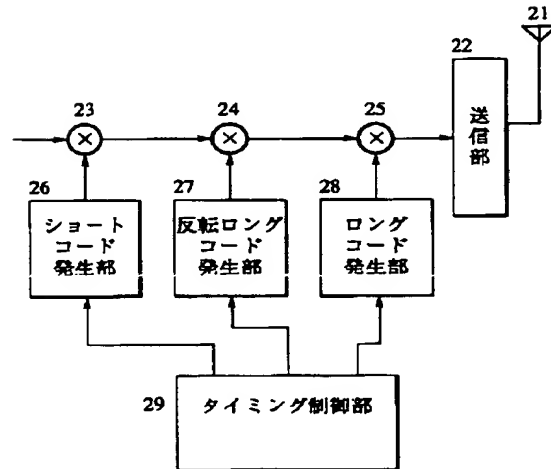 21
22
送信部
23
24
25
26
ショート
コード
発生部
27
反転ロング
コード
発生部
28
ロング
コード
発生部
29
タイミング制御部